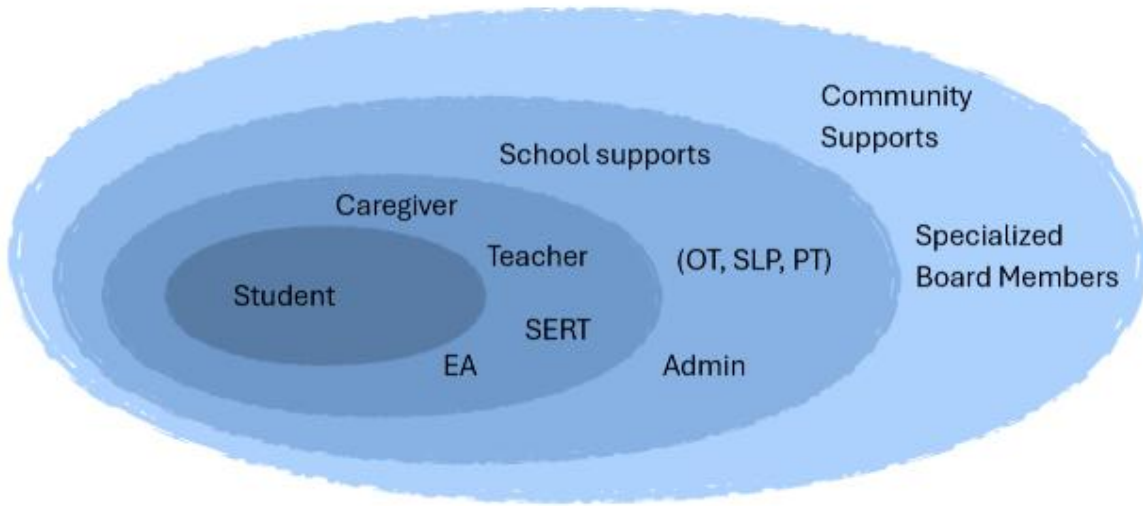 Community
Supports
School supports
Caregiver
Specialized
Board Members
Teacher
(OT, SLP, PT)
Student
SERT
EA
Admin